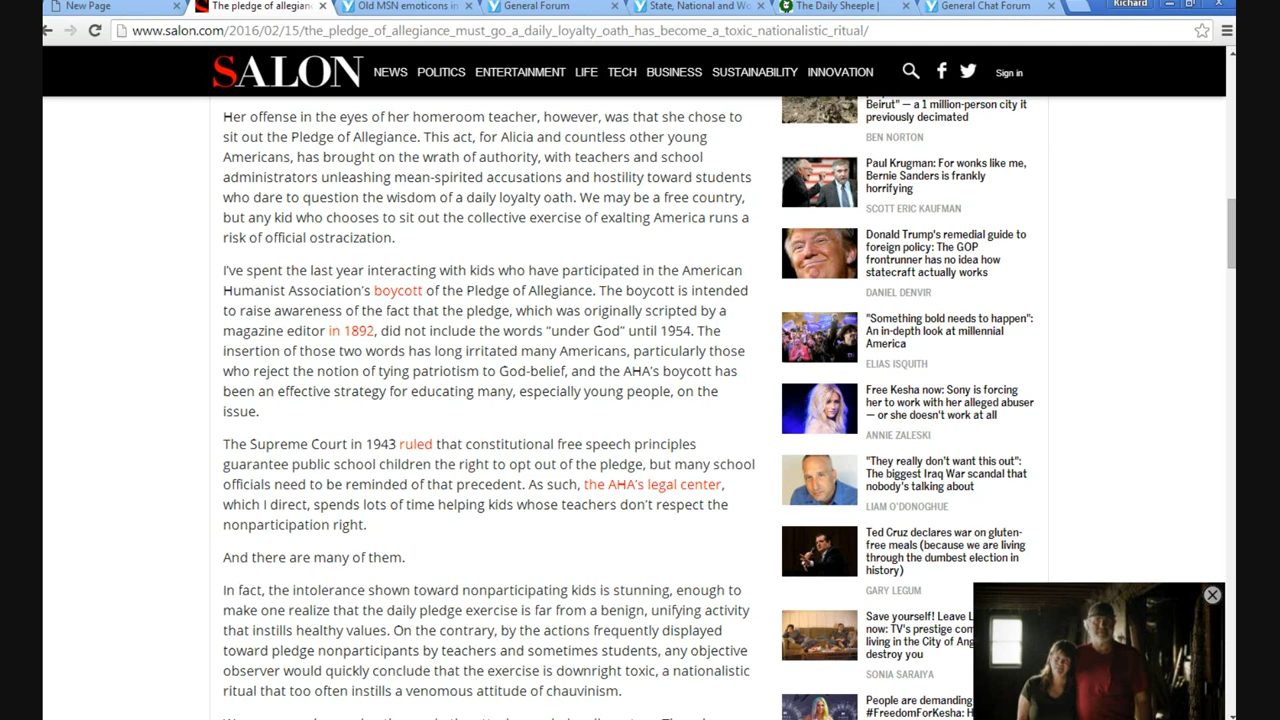 New Page
The pledge of allegianc
Old MSN emoticons in
General Forum
State, National and Wo
The Daily Sheeple |
General Chat Forum
Richard
www.salon.com/2016/02/15/the_pledge_of_allegiance_must_go_a_daily_loyalty_oath_has_become_a_toxic_nationalistic_ritual/
SALON NEWS POLITICS ENTERTAINMENT LIFE TECH BUSINESS SUSTAINABILITY INNOVATION Sign in
Her offense in the eyes of her homeroom teacher, however, was that she chose to
sit out the Pledge of Allegiance. This act, for Alicia and countless other young
Americans, has brought on the wrath of authority, with teachers and school
administrators unleashing mean-spirited accusations and hostility toward students
who dare to question the wisdom of a daily loyalty oath. We may be a free country,
but any kid who chooses to sit out the collective exercise of exalting America runs a
risk of official ostracization.
I've spent the last year interacting with kids who have participated in the American
Humanist Association's boycott of the Pledge of Allegiance. The boycott is intended
to raise awareness of the fact that the pledge, which was originally scripted by a
magazine editor in 1892, did not include the words "under God" until 1954. The
insertion of those two words has long irritated many Americans, particularly those
who reject the notion of tying patriotism to God-belief, and the AHA's boycott has
been an effective strategy for educating many, especially young people, on the
issue.
The Supreme Court in 1943 ruled that constitutional free speech principles
guarantee public school children the right to opt out of the pledge, but many school
officials need to be reminded of that precedent. As such, the AHA's legal center,
which I direct, spends lots of time helping kids whose teachers don't respect the
nonparticipation right.
And there are many of them.
In fact, the intolerance shown toward nonparticipating kids is stunning, enough to
make one realize that the daily pledge exercise is far from a benign, unifying activity
that instills healthy values. On the contrary, by the actions frequently displayed
toward pledge nonparticipants by teachers and sometimes students, any objective
observer would quickly conclude that the exercise is downright toxic, a nationalistic
ritual that too often instills a venomous attitude of chauvinism.
Beirut" — a 1 million-person city it
previously decimated
BEN NORTON
Paul Krugman: For wonks like me,
Bernie Sanders is frankly
horrifying
SCOTT ERIC KAUFMAN
Donald Trump's remedial guide to
foreign policy: The GOP
frontrunner has no idea how
statecraft actually works
DANIEL DENVIR
"Something bold needs to happen":
An in-depth look at millennial
America
ELIAS ISQUITH
Free Kesha now: Sony is forcing
her to work with her alleged abuser
— or she doesn't work at all
ANNIE ZALESKI
"They really don't want this out":
The biggest Iraq War scandal that
nobody's talking about
LIAM O'DONOGHUE
Ted Cruz declares war on gluten-
free meals (because we are living
through the dumbest election in
history)
GARY LEGUM
Save yourself! Leave L
now: TV's prestige com
living in the City of Ang
destroy you
SONIA SARAIYA
People are demanding
#FreedomForKesha: H